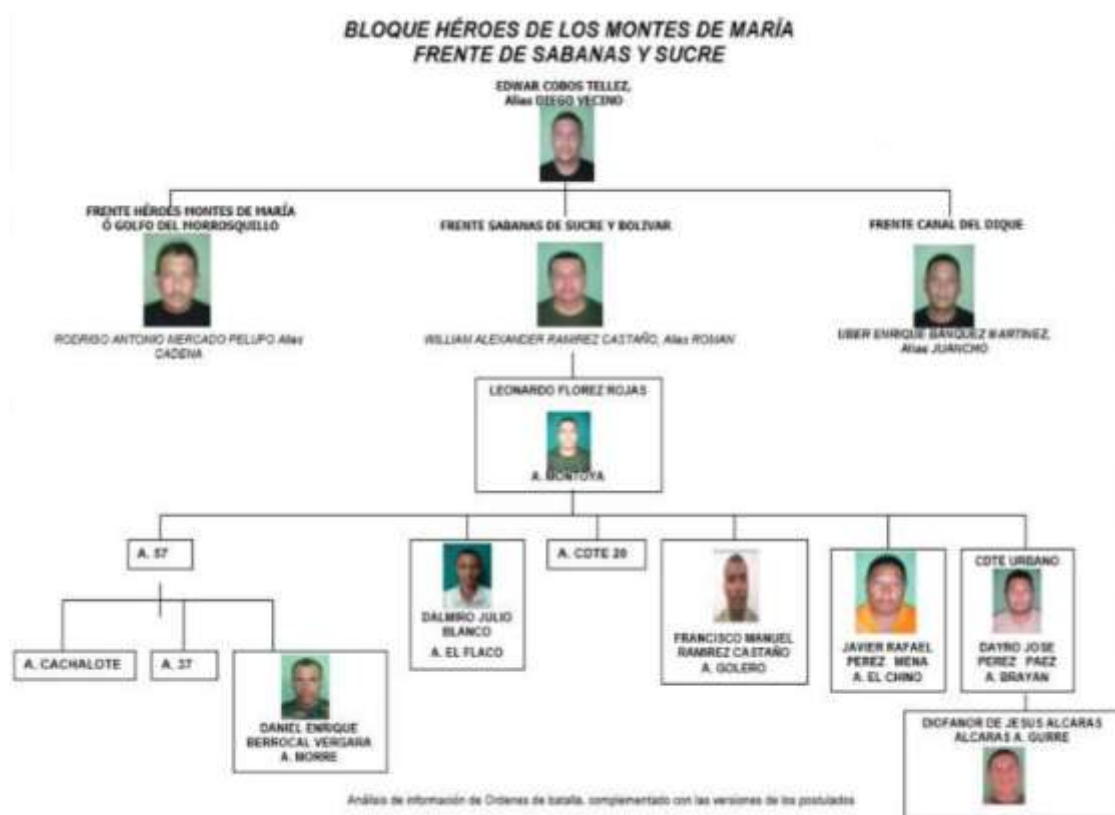 BLOQUE HÉROES DE LOS MONTES DE MARÍA
FRENTE DE SABANAS Y SUCRE
EDWAR COBOS TELLEZ,
Alias DIEGO VECINO
FRENTE HÉROES MONTES DE MARÍA
Ó GOLFO DEL MORROSQUILLO
RODRIGO ANTONIO MERCADO PELUFO Alias
CADENA
FRENTE SABANAS DE SUCRE Y BOLIVAR
WILLIAM ALEXANDER RAMIREZ CASTAÑO, Alias ROMAN
FRENTE CANAL DEL DIQUE
UBER ENRIQUE BANQUEZ MARTINEZ,
Alias JUANCHO
LEONARDO FLOREZ ROJAS
A. MONTOYA
A. 57
A. CACHALOTE
A. 37
DANIEL ENRIQUE
BERROCAL VERGARA
A. MORRE
DALMIRO JULIO
BLANCO
A. EL FLACO
A. COTE 20
FRANCISCO MANUEL
RAMIREZ CASTAÑO
A. GOLERO
JAVIER RAFAEL
PEREZ MENA
A. EL CHINO
CDTE URBANO
DAYRO JOSE
PEREZ PAEZ
A. BRAYAN
DIOFANOR DE JESUS ALCARAS
ALCARAS A. GURRE
Análisis de información de Ordenes de batalla, complementado con las versiones de los postulados